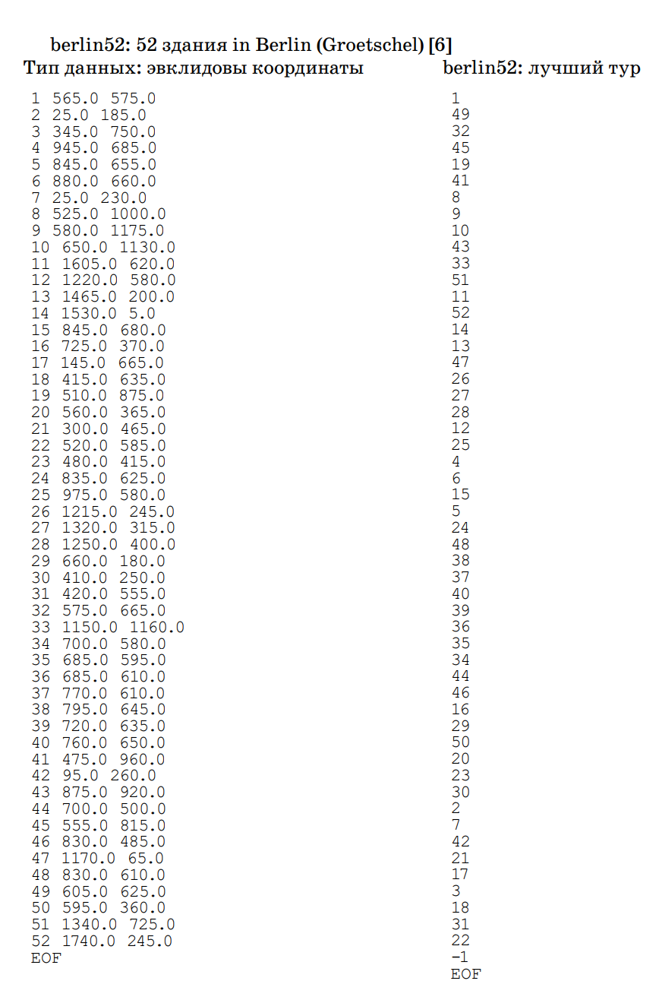 berlin52: 52 здания in Berlin (Groetschel) [6]
Тип данных: эвклидовы координаты
1 565.0 575.0
2 25.0 185.0
3 345.0 750.0
4 945.0 685.0
5 845.0 655.0
6 880.0 660.0
7 25.0 230.0
8 525.0 1000.0
9 580.0 1175.0
10 650.0 1130.0
11 1605.0 620.0
12 1220.0 580.0
13 1465.0 200.0
14 1530.0 5.0
15 845.0 680.0
16 725.0 370.0
17 145.0 665.0
18 415.0 635.0
19 510.0 875.0
20 560.0 365.0
21 300.0 465.0
22 520.0 585.0
23 480.0 415.0
24 835.0 625.0
25 975.0 580.0
26 1215.0 245.0
27 1320.0 315.0
28 1250.0 400.0
29 660.0 180.0
30 410.0 250.0
31 420.0 555.0
32 575.0 665.0
33 1150.0 1160.0
34 700.0 580.0
35 685.0 595.0
36 685.0 610.0
37 770.0 610.0
38 795.0 645.0
39 720.0 635.0
40 760.0 650.0
41 475.0 960.0
42 95.0 260.0
43 875.0 920.0
44 700.0 500.0
45 555.0 815.0
46 830.0 485.0
47 1170.0 65.0
48 830.0 610.0
49 605.0 625.0
50 595.0 360.0
51 1340.0 725.0
52 1740.0 245.0
EOF
berlin52: лучший тур
1
49
32
45
19
41
8
9
10
43
33
51
11
52
14
13
47
26
27
28
12
25
4
6
15
5
24
48
38
37
40
39
36
35
34
44
46
16
29
50
20
23
30
2
7
42
21
17
3
18
31
22
-1
EOF